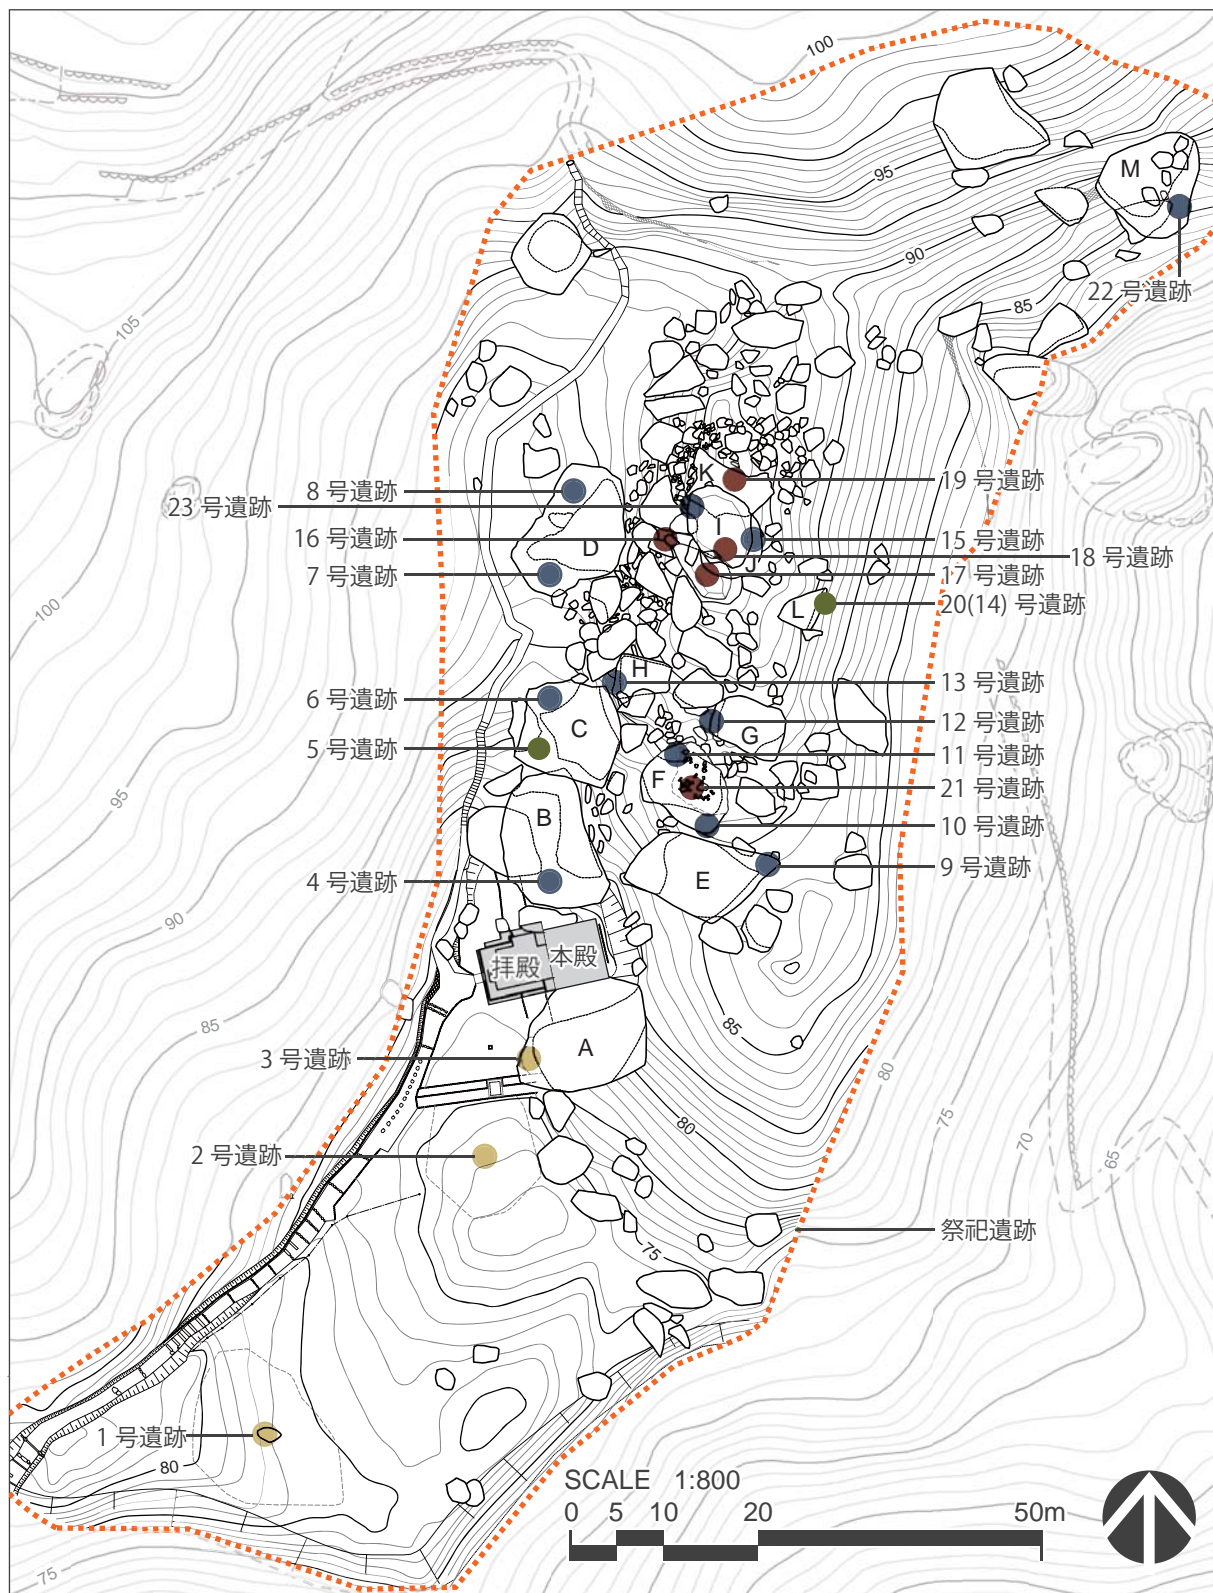 100
95
M
90
22 号遺跡
85
105
K
8 号遺跡
19 号遺跡
23 号遺跡
I
16 号遺跡
D
15 号遺跡
J
18 号遺跡
7 号遺跡
17 号遺跡
100
L
20(14) 号遺跡
H
6 号遺跡
13 号遺跡
C
G
12 号遺跡
5 号遺跡
11 号遺跡
F
95
21 号遺跡
B
10 号遺跡
4 号遺跡
E
9 号遺跡
90
拝殿
本殿
85
85
3 号遺跡
A
80
75
80
70
65
2 号遺跡
祭祀遺跡
75
1 号遺跡
80
SCALE 1:800
0 5 10 20 50m
75